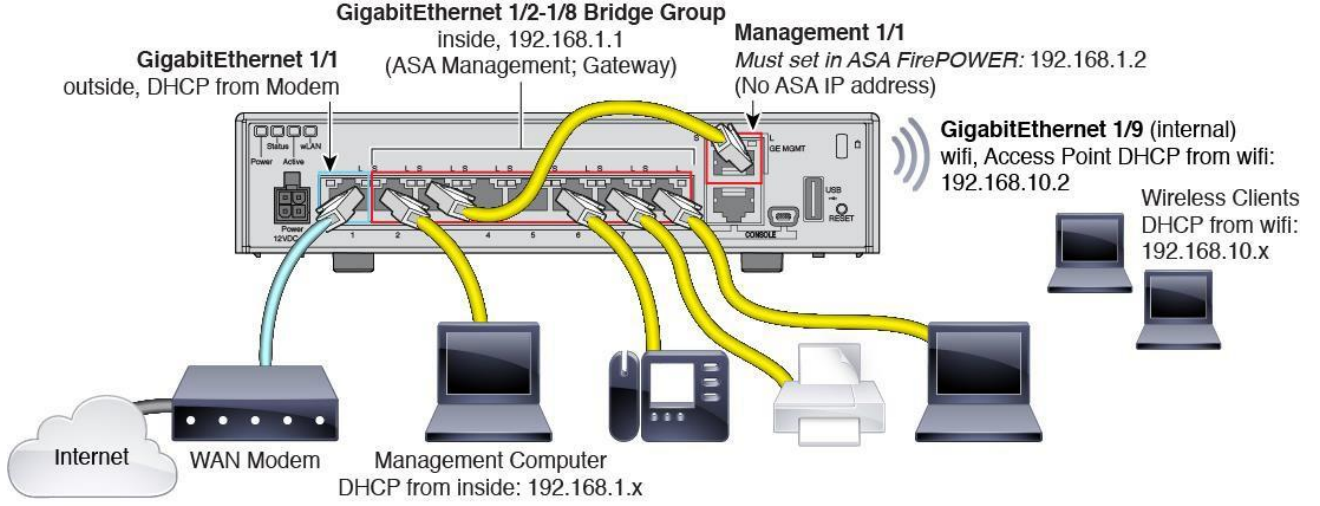 GigabitEthernet 1/2-1/8 Bridge Group
inside, 192.168.1.1
(ASA Management; Gateway)
GigabitEthernet 1/1
outside, DHCP from Modem
Management 1/1
Must set in ASA FirePOWER: 192.168.1.2
(No ASA IP address)
GigabitEthernet 1/9 (internal)
wifi, Access Point DHCP from wifi:
192.168.10.2
Wireless Clients
DHCP from wifi:
192.168.10.x
Status wLAN
Power Active
L S L S L S L S L S L S L
S L
GE MGMT
USB
RESET
CONSOLE
Power
12VDC
1 2 4 5 6 7
Internet
WAN Modem
Management Computer
DHCP from inside: 192.168.1.x